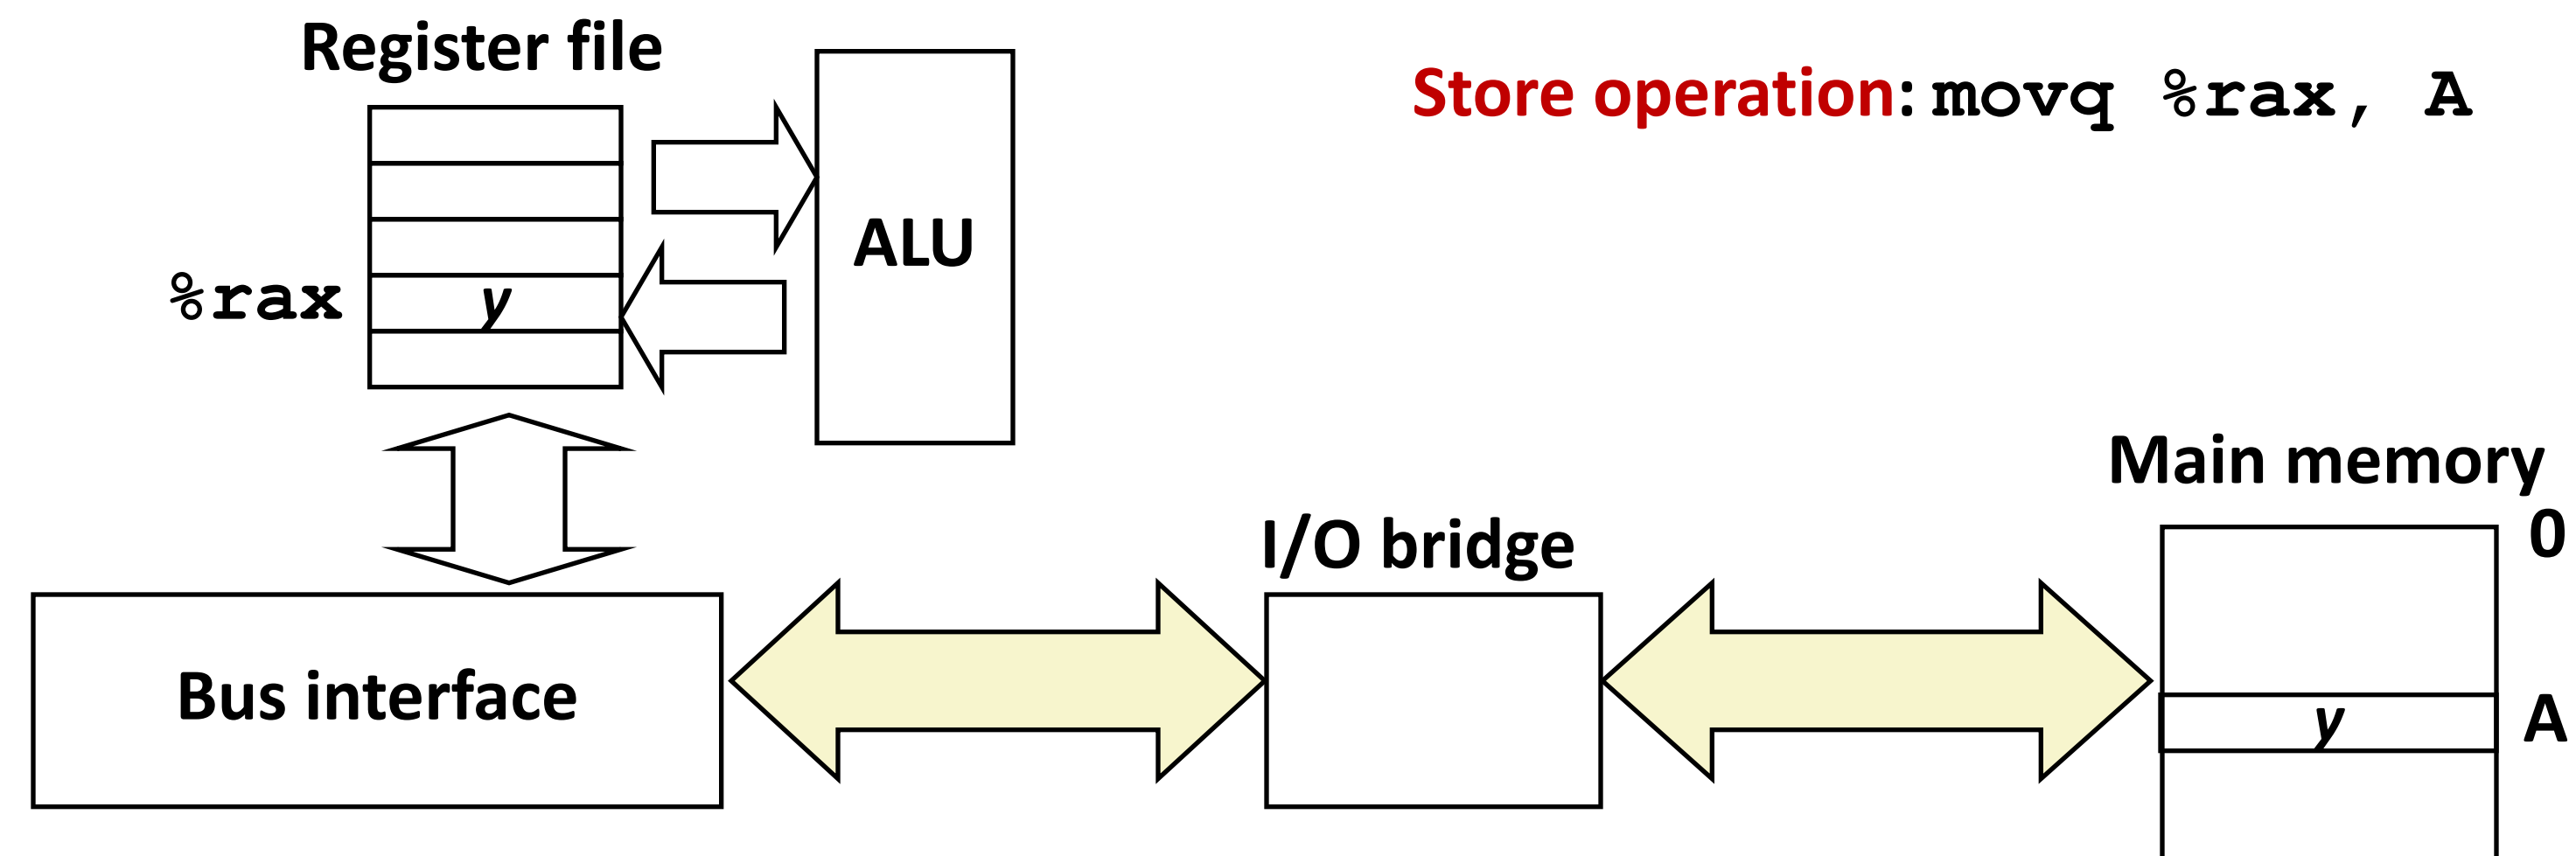 Register file
Store operation: movq %rax, A
ALU
%rax
y
Main memory
0
I/O bridge
Bus interface
y
A